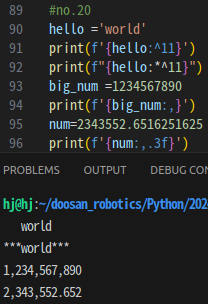 89 #no.20
90 hello ='world'
91 print(f'{hello:^11}')
92 print(f"{hello:*^11}")
93 big_num =1234567890
94 print(f'{big_num:,}')
95 num=2343552.6516251625
96 print(f'{num:,.3f}')
PROBLEMS OUTPUT DEBUG CON
hj@hj:~/doosan_robotics/Python/202
   world
***world***
1,234,567,890
2,343,552.652